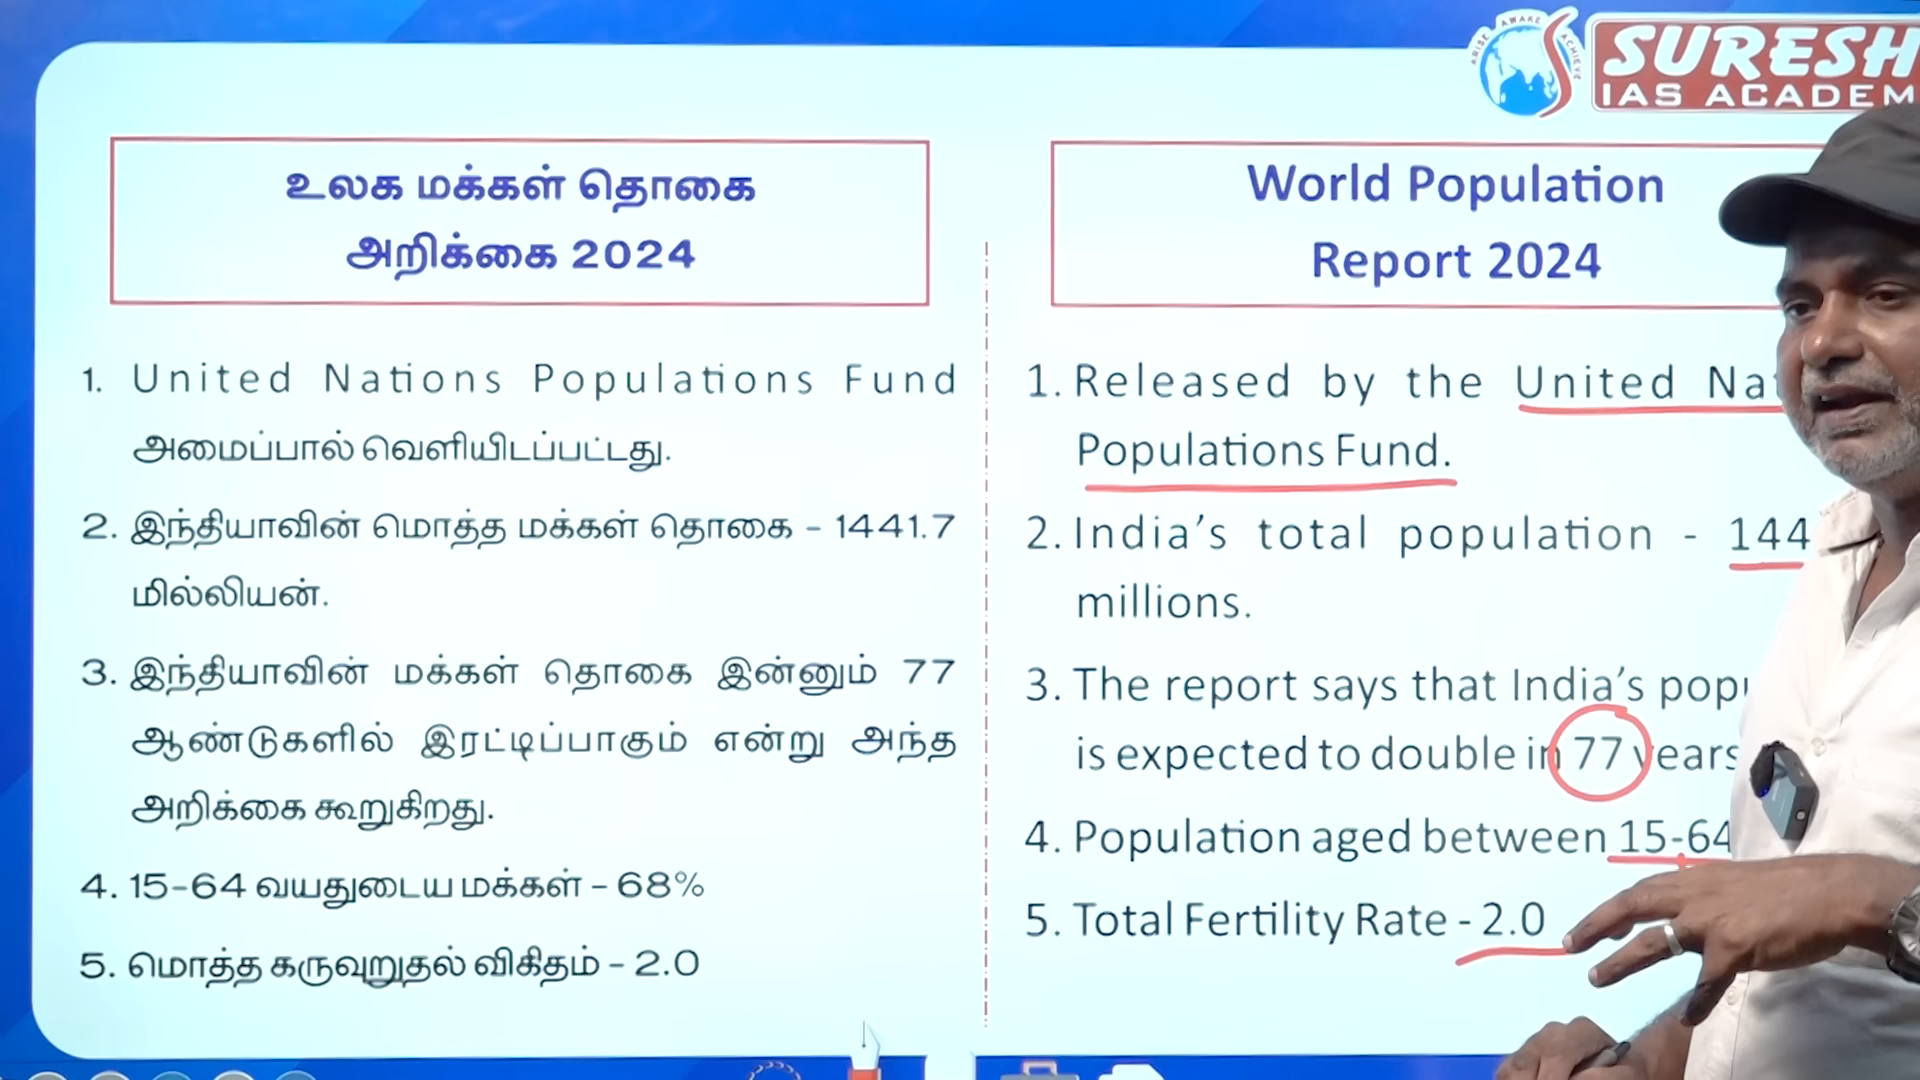 ARISE AWAKE ACHIEVE
SURESH
IAS ACADEM
உலக மக்கள் தொகை
அறிக்கை 2024
1. United Nations Populations Fund
அமைப்பால் வெளியிடப்பட்டது.
2. இந்தியாவின் மொத்த மக்கள் தொகை – 1441.7
மில்லியன்.
3. இந்தியாவின் மக்கள் தொகை இன்னும் 77
ஆண்டுகளில் இரட்டிப்பாகும் என்று அந்த
அறிக்கை கூறுகிறது.
4. 15-64 வயதுடைய மக்கள் – 68%
5. மொத்த கருவுறுதல் விகிதம் – 2.0
World Population
Report 2024
1. Released by the United Na
Populations Fund.
2. India’s total population - 144
millions.
3. The report says that India’s popu
is expected to double in 77 years
4. Population aged between 15-64
5. Total Fertility Rate - 2.0